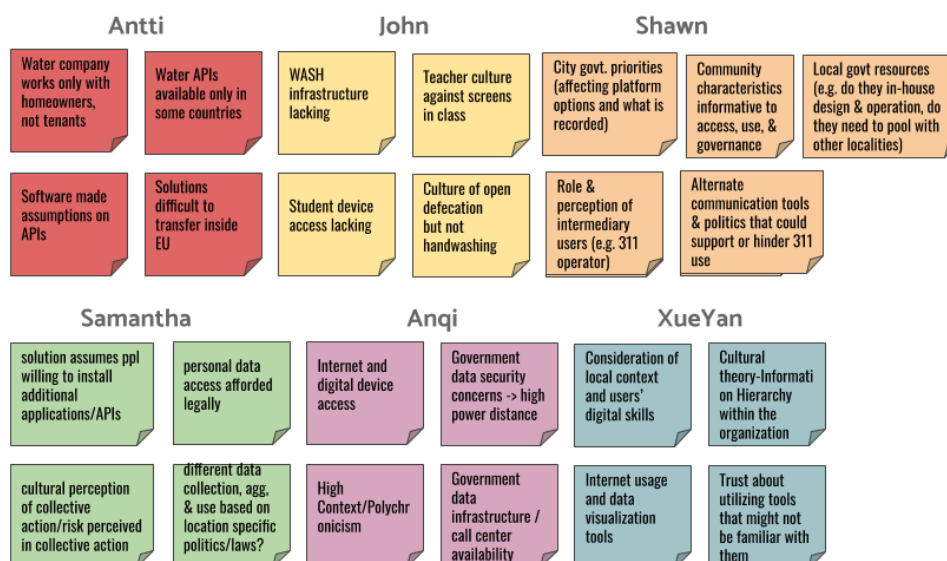 Antti
John
Shawn
Water company
works only with
homeowners,
not tenants
Water APIs
available only in
some countries
WASH
infrastructure
lacking
Teacher culture
against screens
in class
City govt. priorities
(affecting platform
options and what is
recorded)
Community
characteristics
informative to
access, use, &
governance
Local govt resources
(e.g. do they in-house
design & operation, do
they need to pool with
other localities)
Software made
assumptions on
APIs
Solutions
difficult to
transfer inside
EU
Student device
access lacking
Culture of open
defecation
but not
handwashing
Role &
perception of
intermediary
users (e.g. 311
operator)
Alternate
communication tools
& politics that could
support or hinder 311
use
Samantha
Anqi
XueYan
solution assumes ppl
willing to install
additional
applications/APIs
personal data
access afforded
legally
Internet and
digital device
access
Government
data security
concerns -> high
power distance
Consideration of
local context
and users'
digital skills
Cultural
theory-Informati
on Hierarchy
within the
organization
cultural perception
of collective
action/risk perceived
in collective action
different data
collection, agg,
& use based on
location specific
politics/laws?
High
Context/Polychr
onicism
Government
data
infrastructure /
call center
availability
Internet usage
and data
visualization
tools
Trust about
utilizing tools
that might not
be familiar with
them